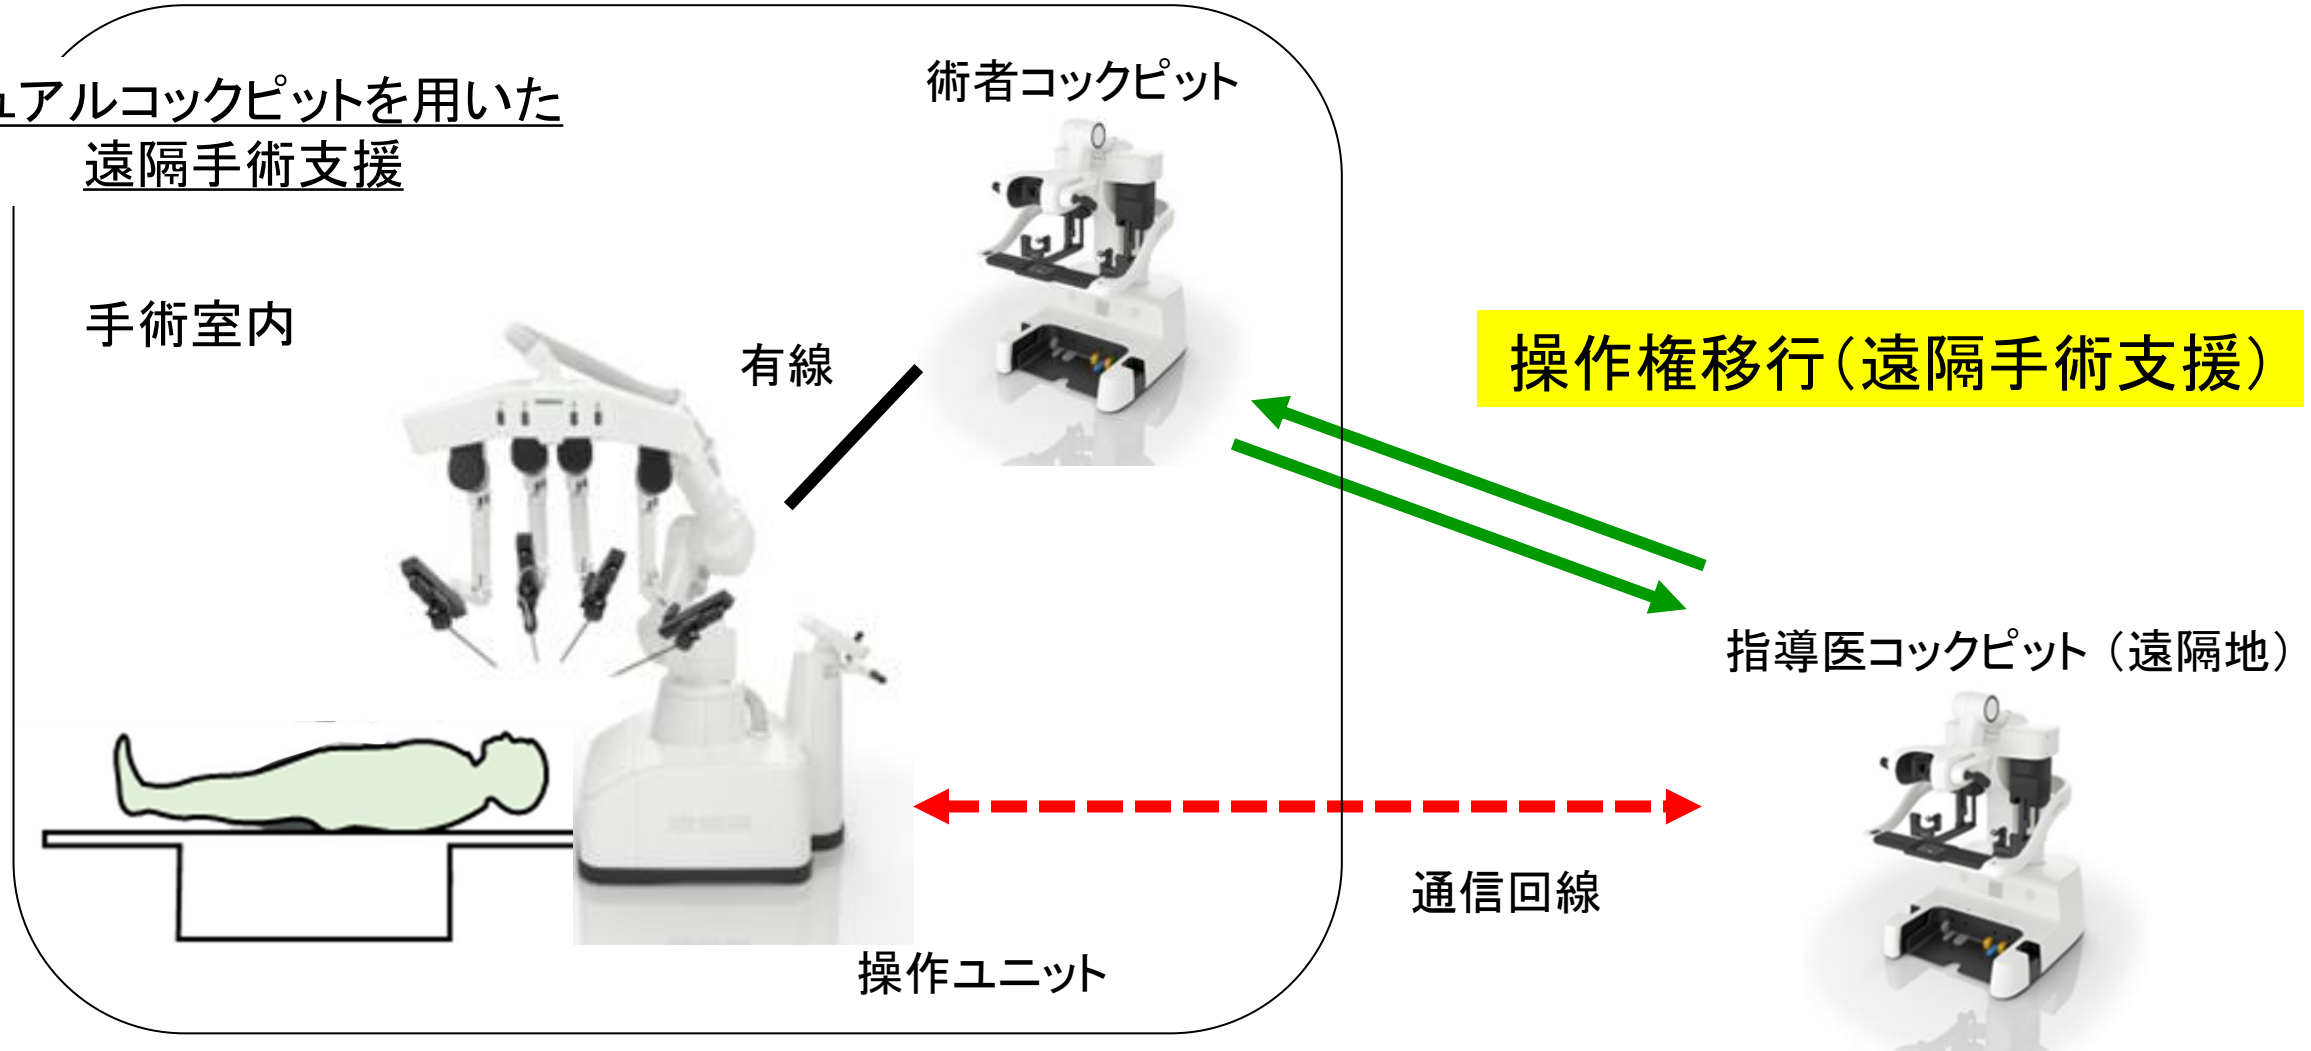 ュアルコックピットを用いた
遠隔手術支援
術者コックピット
手術室内
有線
操作権移行（遠隔手術支援）
指導医コックピット（遠隔地）
通信回線
操作ユニット